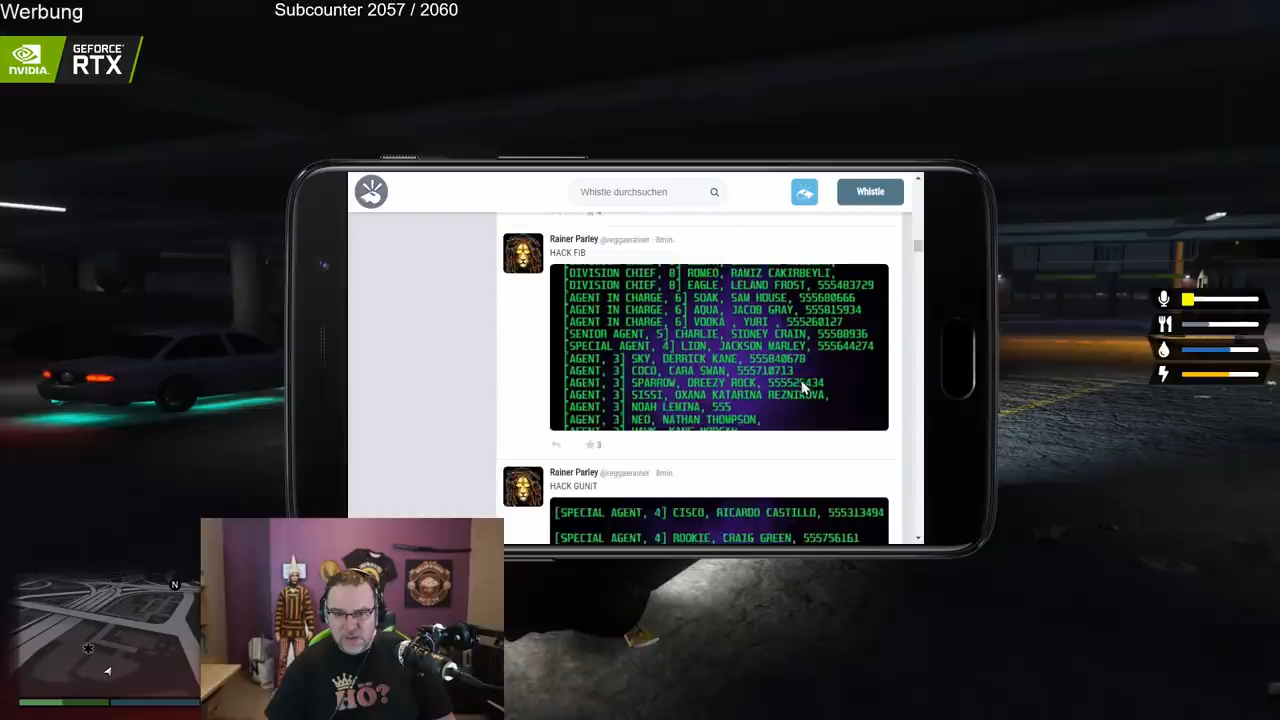 Werbung
Subcounter 2057 / 2060
NVIDIA.
GEFORCE
RTX
Whistle durchsuchen
Whistle
Rainer Parley @reggaerainer · 8min.
HACK FIB
[DIVISION CHIEF, 8] ROMEO, RAMIZ CAKIRBEYLI,
[DIVISION CHIEF, 8] EAGLE, LELAND FROST, 555483729
[AGENT IN CHARGE, 6] SOAK, SAM HOUSE, 555680666
[AGENT IN CHARGE, 6] AQUA, JACOB GRAY, 555815934
[AGENT IN CHARGE, 6] VODKA , YURI , 555260127
[SENIOR AGENT, 5] CHARLIE, SIDNEY CRAIN, 55588936
[SPECIAL AGENT, 4] LION, JACKSON MARLEY, 555644274
[AGENT, 3] SKY, DERRICK KANE, 555840678
[AGENT, 3] COCO, CARA SWAN, 555710713
[AGENT, 3] SPARROW, DREEZY ROCK,
[AGENT, 3] SISSI, OXANA KATARINA REZNIKOVA,
[AGENT, 3] NOAH LEMINA, 555
[AGENT, 3] NED, NATHAN THOMPSON,
3
Rainer Parley @reggaerainer · 8min.
HACK GUNIT
[SPECIAL AGENT, 4] CISCO, RICARDO CASTILLO, 555313494
[SPECIAL AGENT, 4] ROOKIE, CRAIG GREEN, 555756161
N
HÖ?